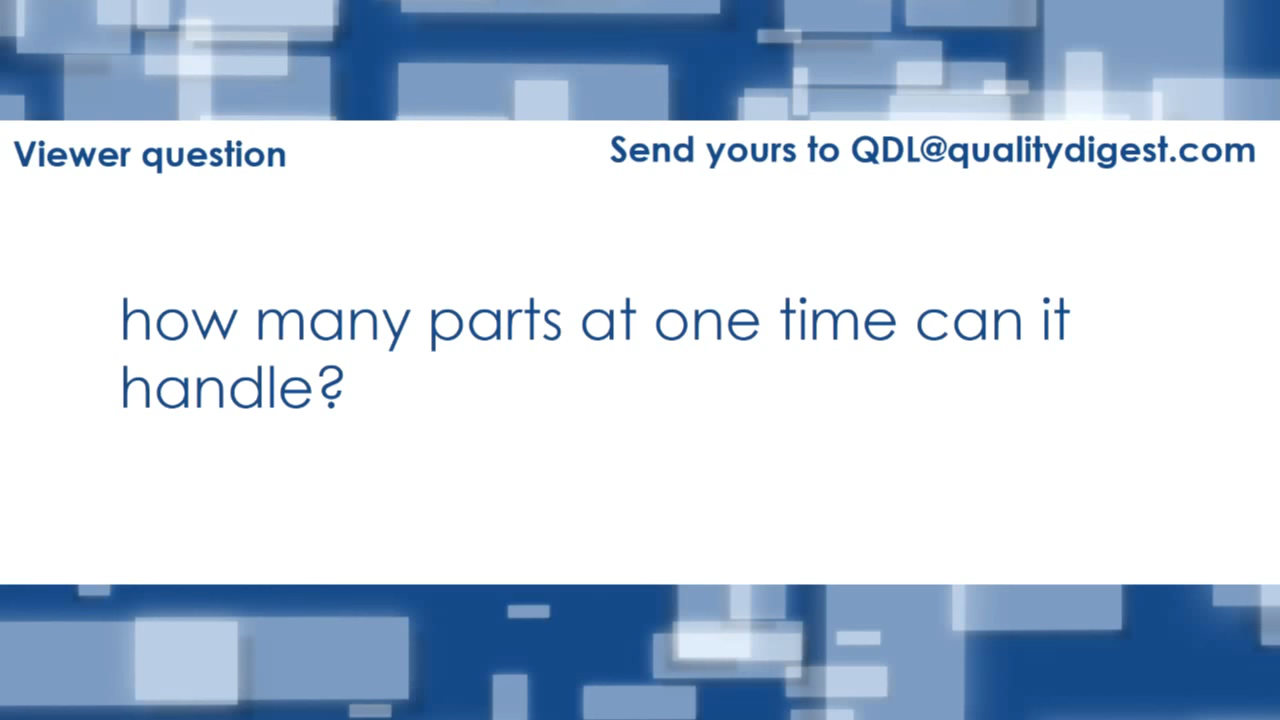 Viewer question
Send yours to QDL@qualitydigest.com
how many parts at one time can it
handle?